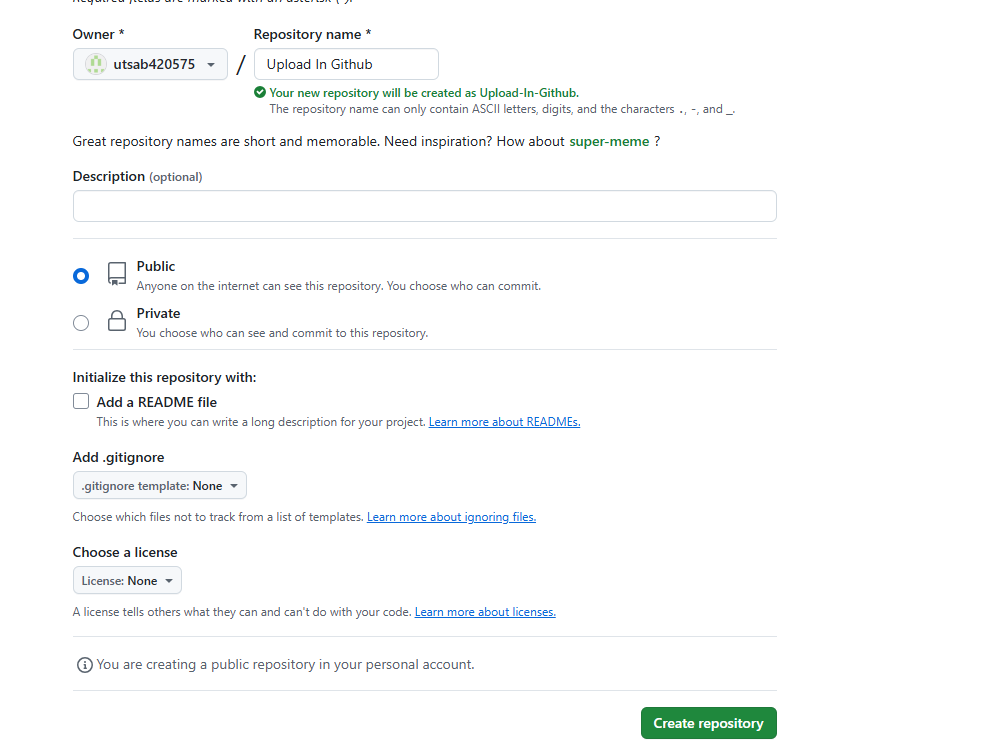 Required fields are marked with an asterisk (*).
Owner *
Repository name *
utsab420575
/
Upload In Github
Your new repository will be created as Upload-In-Github.
The repository name can only contain ASCII letters, digits, and the characters ., -, and _.
Great repository names are short and memorable. Need inspiration? How about super-meme ?
Description (optional)
Public
Anyone on the internet can see this repository. You choose who can commit.
Private
You choose who can see and commit to this repository.
Initialize this repository with:
Add a README file
This is where you can write a long description for your project. Learn more about READMEs.
Add .gitignore
.gitignore template: None
Choose which files not to track from a list of templates. Learn more about ignoring files.
Choose a license
License: None
A license tells others what they can and can't do with your code. Learn more about licenses.
You are creating a public repository in your personal account.
Create repository